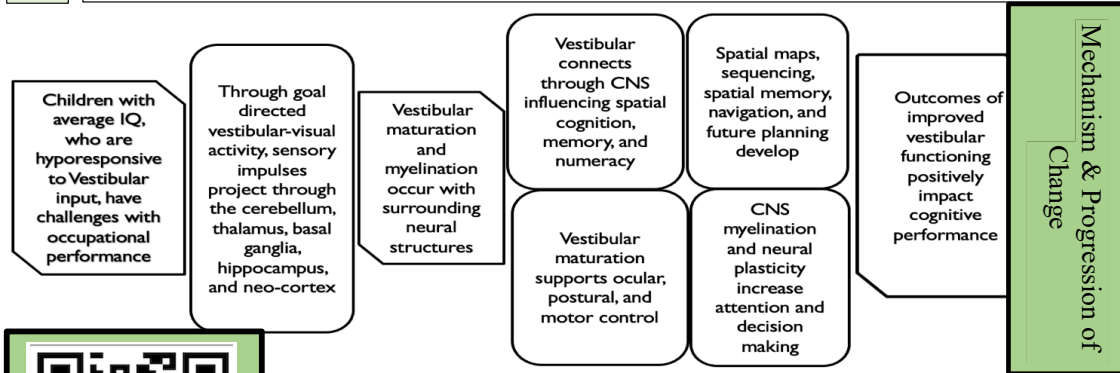 Children with
average IQ,
who are
hyporesponsive
to Vestibular
input, have
challenges with
occupational
performance
Through goal
directed
vestibular-visual
activity, sensory
impulses
project through
the cerebellum,
thalamus, basal
ganglia,
hippocampus,
and neo-cortex
Vestibular
maturation
and
myelination
occur with
surrounding
neural
structures
Vestibular
connects
through CNS
influencing spatial
cognition,
memory, and
numeracy
Spatial maps,
sequencing,
spatial memory,
navigation, and
future planning
develop
Vestibular
maturation
supports ocular,
postural, and
motor control
CNS
myelination
and neural
plasticity
increase
attention and
decision
making
Outcomes of
improved
vestibular
functioning
positively
impact
cognitive
performance
Mechanism & Progression of
Change